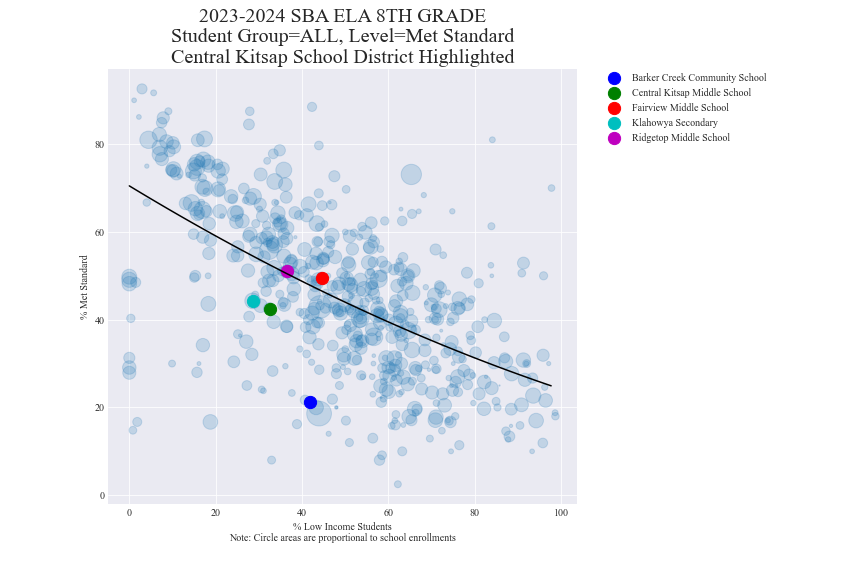 2023-2024 SBA ELA 8TH GRADE
Student Group=ALL, Level=Met Standard
Central Kitsap School District Highlighted
Barker Creek Community School
Central Kitsap Middle School
Fairview Middle School
Klahowya Secondary
Ridgetop Middle School
% Met Standard
80
60
40
20
0
0 20 40 60 80 100
% Low Income Students
Note: Circle areas are proportional to school enrollments